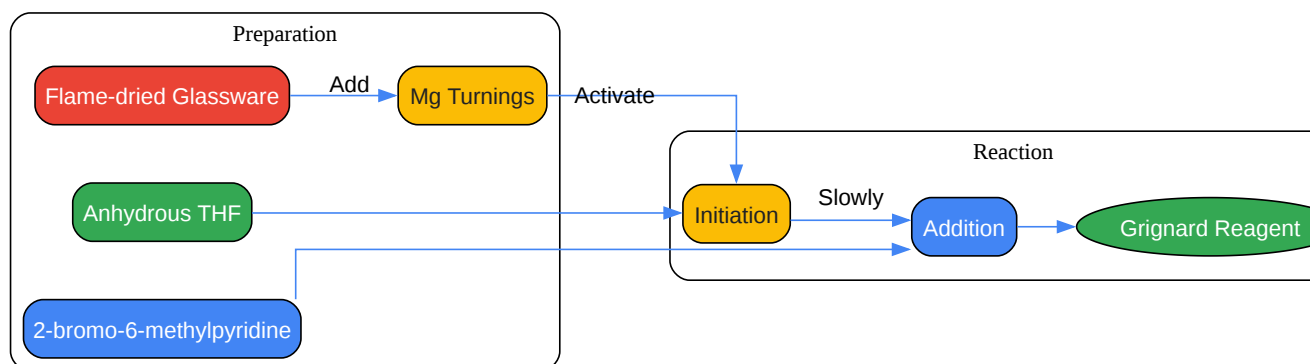 Preparation
Flame-dried Glassware
Add
Mg Turnings
Activate
Anhydrous THF
2-bromo-6-methylpyridine
Reaction
Initiation
Slowly
Addition
Grignard Reagent